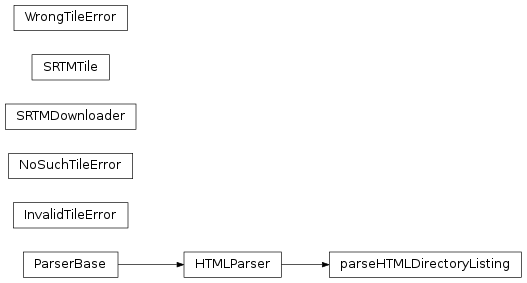 WrongTileError
SRTMTile
SRTMDownloader
NoSuchTileError
InvalidTileError
ParserBase
HTMLParser
parseHTMLDirectoryListing